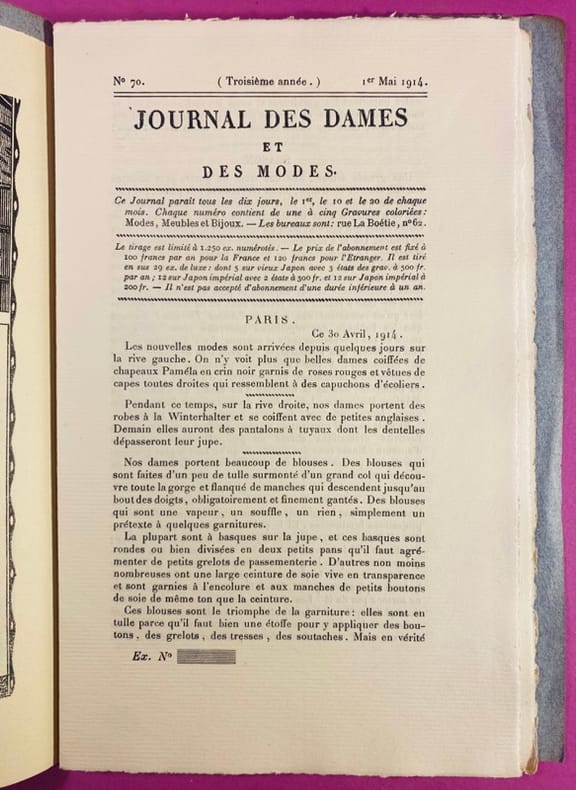 Nº 70. ( Troisième année. ) 1er Mai 1914.
JOURNAL DES DAMES
ET
DES MODES.
Ce Journal paraît tous les dix jours, le 1er, le 10 et le 20 de chaque
mois. Chaque numéro contient de une à cinq Gravures coloriées:
Modes, Meubles et Bijoux. — Les bureaux sont: rue La Boétie, nº 62.
Le tirage est limité à 1.250 ex. numérotés. — Le prix de l'abonnement est fixé à
100 francs par an pour la France et 120 francs pour l'Etranger. Il est tiré
en sus 29 ex. de luxe: dont 5 sur vieux Japon avec 3 états des grav. à 500 fr.
par an; 12 sur Japon impérial avec 2 états à 300 fr. et 12 sur Japon impérial à
200 fr. — Il n'est pas accepté d'abonnement d'une durée inférieure à un an.
PARIS.
Ce 30 Avril, 1914.
Les nouvelles modes sont arrivées depuis quelques jours sur
la rive gauche. On n'y voit plus que belles dames coiffées de
chapeaux Paméla en crin noir garnis de roses rouges et vêtues de
capes toutes droites qui ressemblent à des capuchons d'écoliers.
Pendant ce temps, sur la rive droite, nos dames portent des
robes à la Winterhalter et se coiffent avec de petites anglaises.
Demain elles auront des pantalons à tuyaux dont les dentelles
dépasseront leur jupe.
Nos dames portent beaucoup de blouses. Des blouses qui
sont faites d'un peu de tulle surmonté d'un grand col qui décou-
vre toute la gorge et flanqué de manches qui descendent jusqu'au
bout des doigts, obligatoirement et finement gantés. Des blouses
qui sont une vapeur, un souffle, un rien, simplement un
prétexte à quelques garnitures.
La plupart sont à basques sur la jupe, et ces basques sont
rondes ou bien divisées en deux petits pans qu'il faut agré-
menter de petits grelots de passementerie. D'autres non moins
nombreuses ont une large ceinture de soie vive en transparence
et sont garnies à l'encolure et aux manches de petits boutons
de soie de même ton que la ceinture.
Ces blouses sont le triomphe de la garniture: elles sont en
tulle parce qu'il faut bien une étoffe pour y appliquer des bou-
tons, des grelots, des tresses, des soutaches. Mais en vérité
Ex. Nº